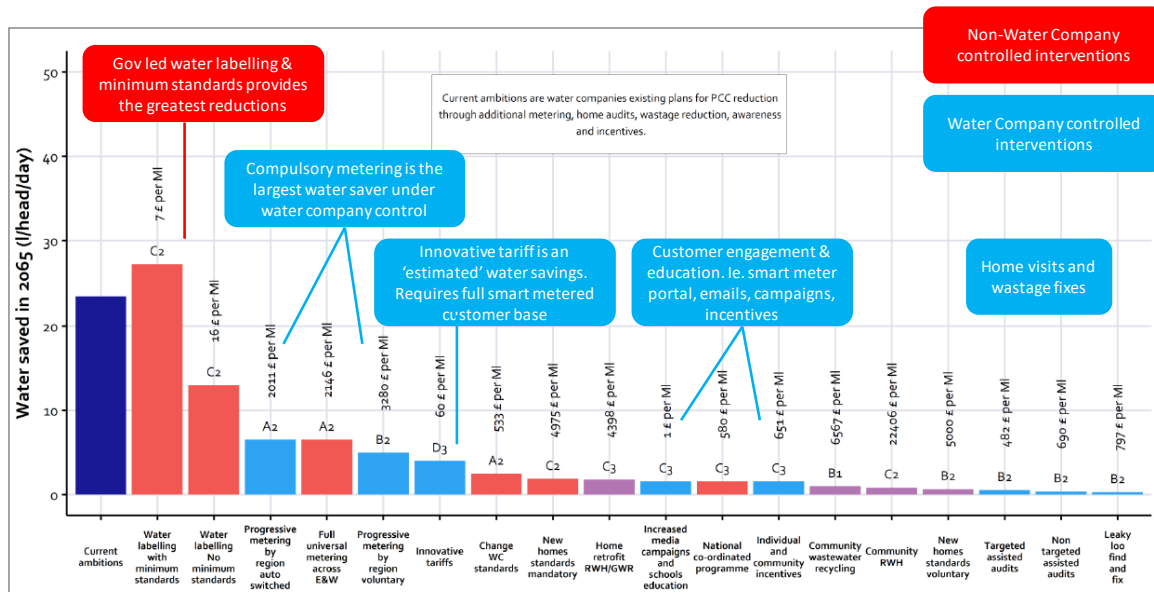 Gov led water labelling &
minimum standards provides
the greatest reductions
Non-Water Company
controlled interventions
Current ambitions are water companies existing plans for PCC reduction
through additional metering, home audits, wastage reduction, awareness
and incentives.
Water Company controlled
interventions
Compulsory metering is the
largest water saver under
water company control
Innovative tariff is an
‘estimated’ water savings.
Requires full smart metered
customer base
Customer engagement &
education. Ie. smart meter
portal, emails, campaigns,
incentives
Home visits and
wastage fixes
Water saved in 2065 (l/head/day)
50
40
30
20
10
0
7 £ per Ml
16 £ per Ml
2011 £ per Ml
2146 £ per Ml
3280 £ per Ml
60 £ per Ml
533 £ per Ml
4975 £ per Ml
4398 £ per Ml
1 £ per Ml
580 £ per Ml
651 £ per Ml
6567 £ per Ml
22406 £ per Ml
5000 £ per Ml
482 £ per Ml
690 £ per Ml
797 £ per Ml
C2
C2
A2
A2
B2
D3
A2
C2
C3
C3
C3
C3
B1
C2
B2
B2
B2
B2
Current
ambitions
Water
labelling
with
minimum
standards
Water
labelling
No
minimum
standards
Progressive
metering
by
region
auto
switched
Full
universal
metering
across
E&W
Progressive
metering
by
region
voluntary
Innovative
tariffs
Change
WC
standards
New
homes
standards
mandatory
Home
retrofit
RWH/GWR
Increased
media
campaigns
and
schools
education
National
co-ordinated
programme
Individual
and
community
incentives
Community
wastewater
recycling
Community
RWH
New
homes
standards
voluntary
Targeted
assisted
audits
Non
targeted
assisted
audits
Leaky
loo
find
and
fix